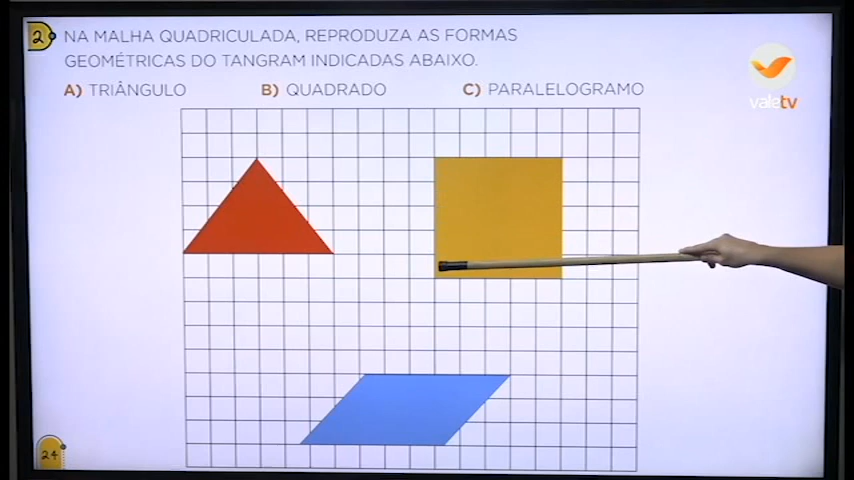 2 NA MALHA QUADRICULADA, REPRODUZA AS FORMAS
GEOMÉTRICAS DO TANGRAM INDICADAS ABAIXO.
A) TRIÂNGULO B) QUADRADO C) PARALELOGRAMO
valetv
24